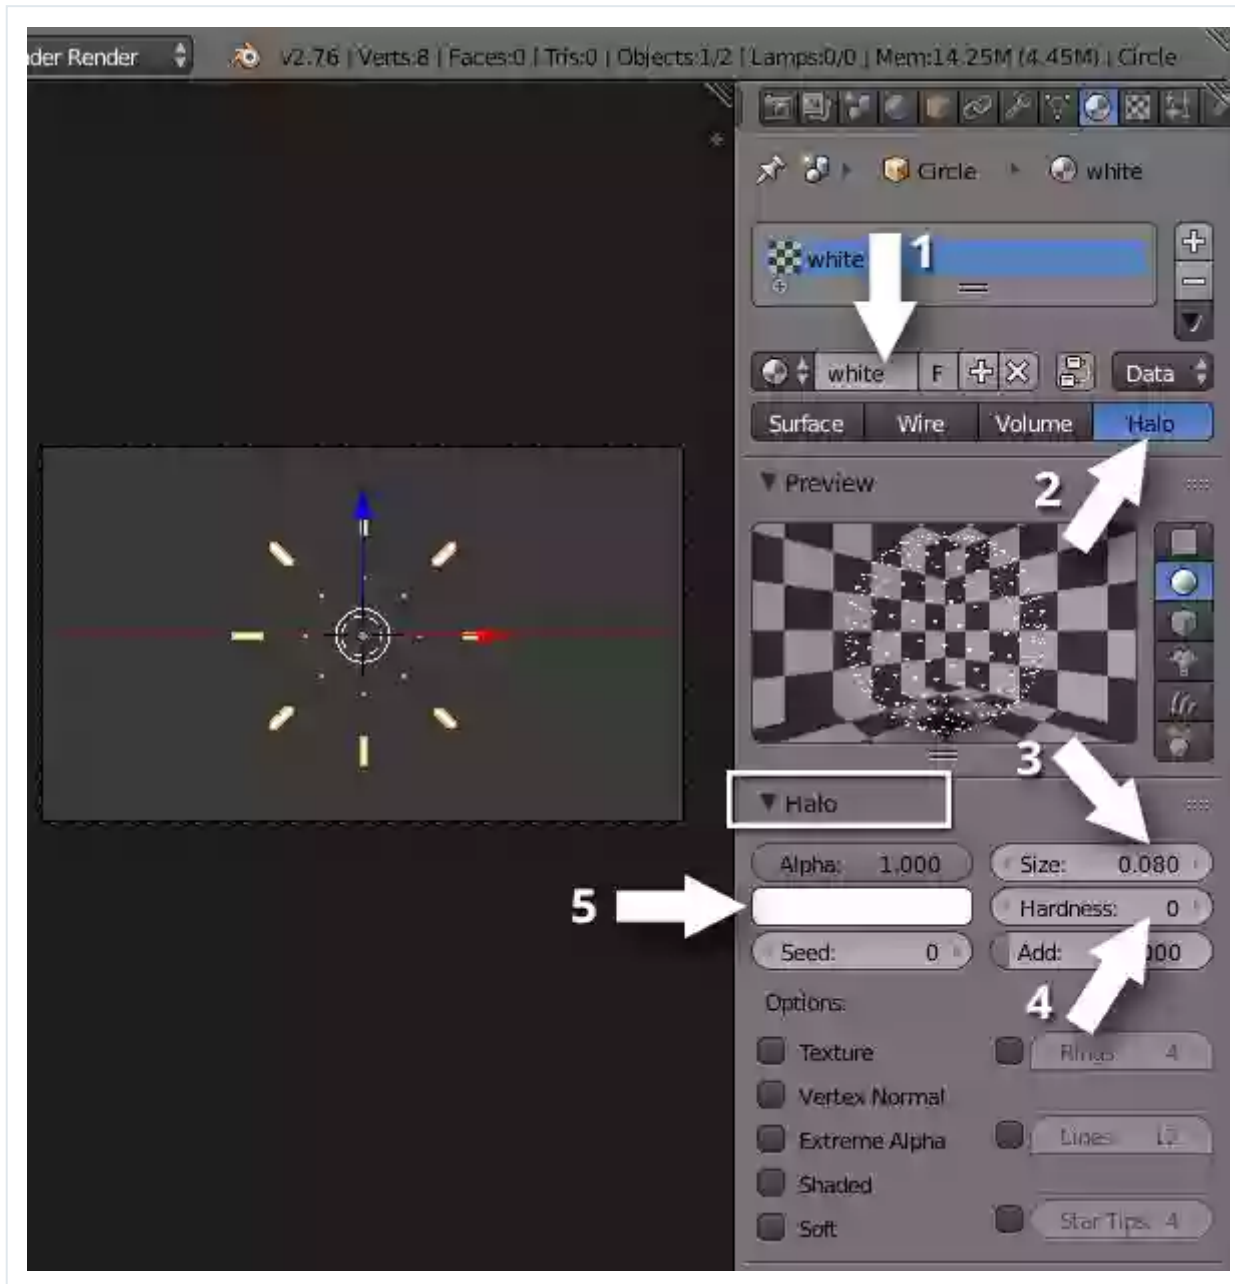 der Render v2.76 | Verts:8 | Faces:0 | Tris:0 | Objects:1/2 | Lamps:0/0 | Mem:14.25M (4.45M) | Circle
Circle white
white 1
white F Data
Surface Wire Volume Halo
Preview 2
3
Halo
Alpha: 1.000 Size: 0.080
5 Hardness: 0
Seed: 0 Add: 000
Options: 4
Texture Rings: 4
Vertex Normal
Extreme Alpha Lines: 12
Shaded
Soft Star Tips: 4